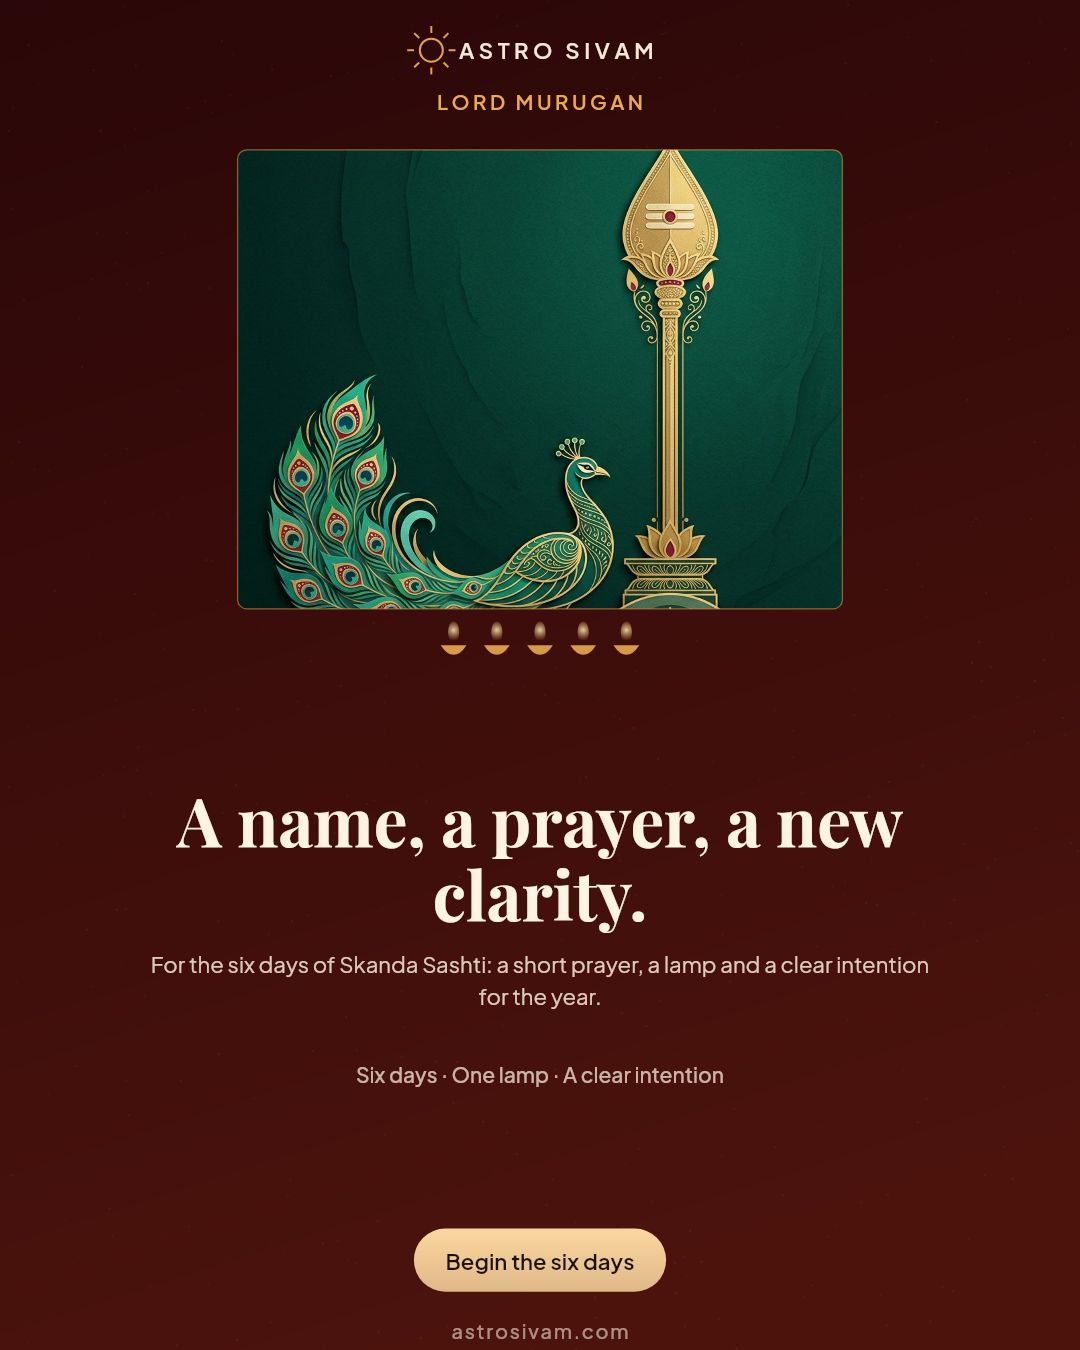 ASTRO SIVAM
LORD MURUGAN
A name, a prayer, a new
clarity.
For the six days of Skanda Sashti: a short prayer, a lamp and a clear intention
for the year.
Six days · One lamp · A clear intention
Begin the six days
astrosivam.com